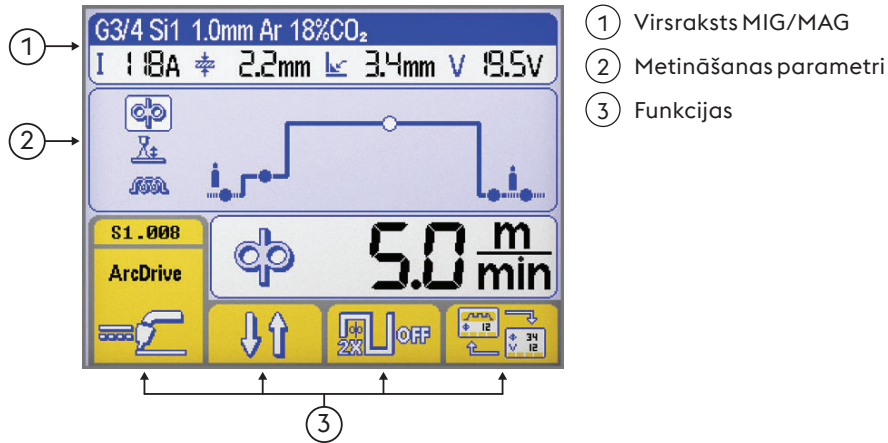 G3/4 Si1 1.0mm Ar 18%CO₂
I 118A 2.2mm 3.4mm V 19.5V
S1.008
ArcDrive
5.0 m/min
2X OFF
12
34
V 12
1
2
3
1 Virsraksts MIG/MAG
2 Metināšanas parametri
3 Funkcijas